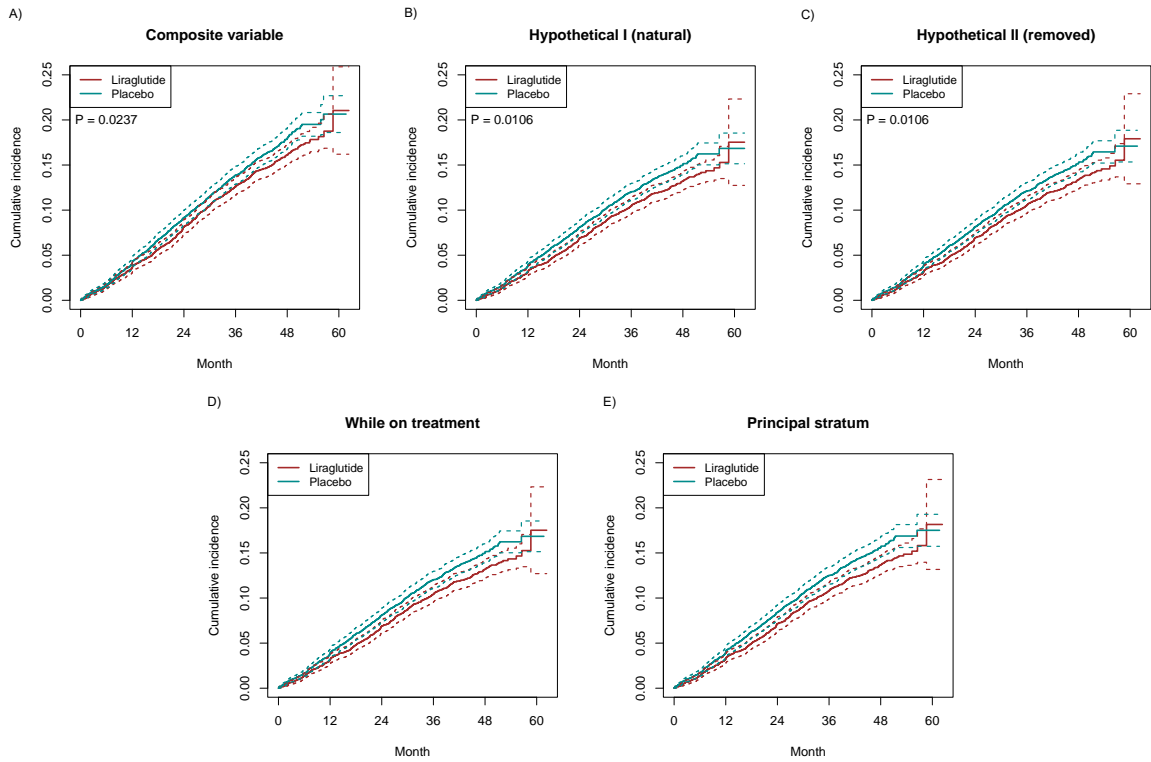 A)
Composite variable
Liraglutide
Placebo
P = 0.0237
Cumulative incidence
0.00 0.05 0.10 0.15 0.20 0.25
0 12 24 36 48 60
Month
B)
Hypothetical I (natural)
Liraglutide
Placebo
P = 0.0106
Cumulative incidence
0.00 0.05 0.10 0.15 0.20 0.25
0 12 24 36 48 60
Month
C)
Hypothetical II (removed)
Liraglutide
Placebo
P = 0.0106
Cumulative incidence
0.00 0.05 0.10 0.15 0.20 0.25
0 12 24 36 48 60
Month
D)
While on treatment
Liraglutide
Placebo
Cumulative incidence
0.00 0.05 0.10 0.15 0.20 0.25
0 12 24 36 48 60
Month
E)
Principal stratum
Liraglutide
Placebo
Cumulative incidence
0.00 0.05 0.10 0.15 0.20 0.25
0 12 24 36 48 60
Month